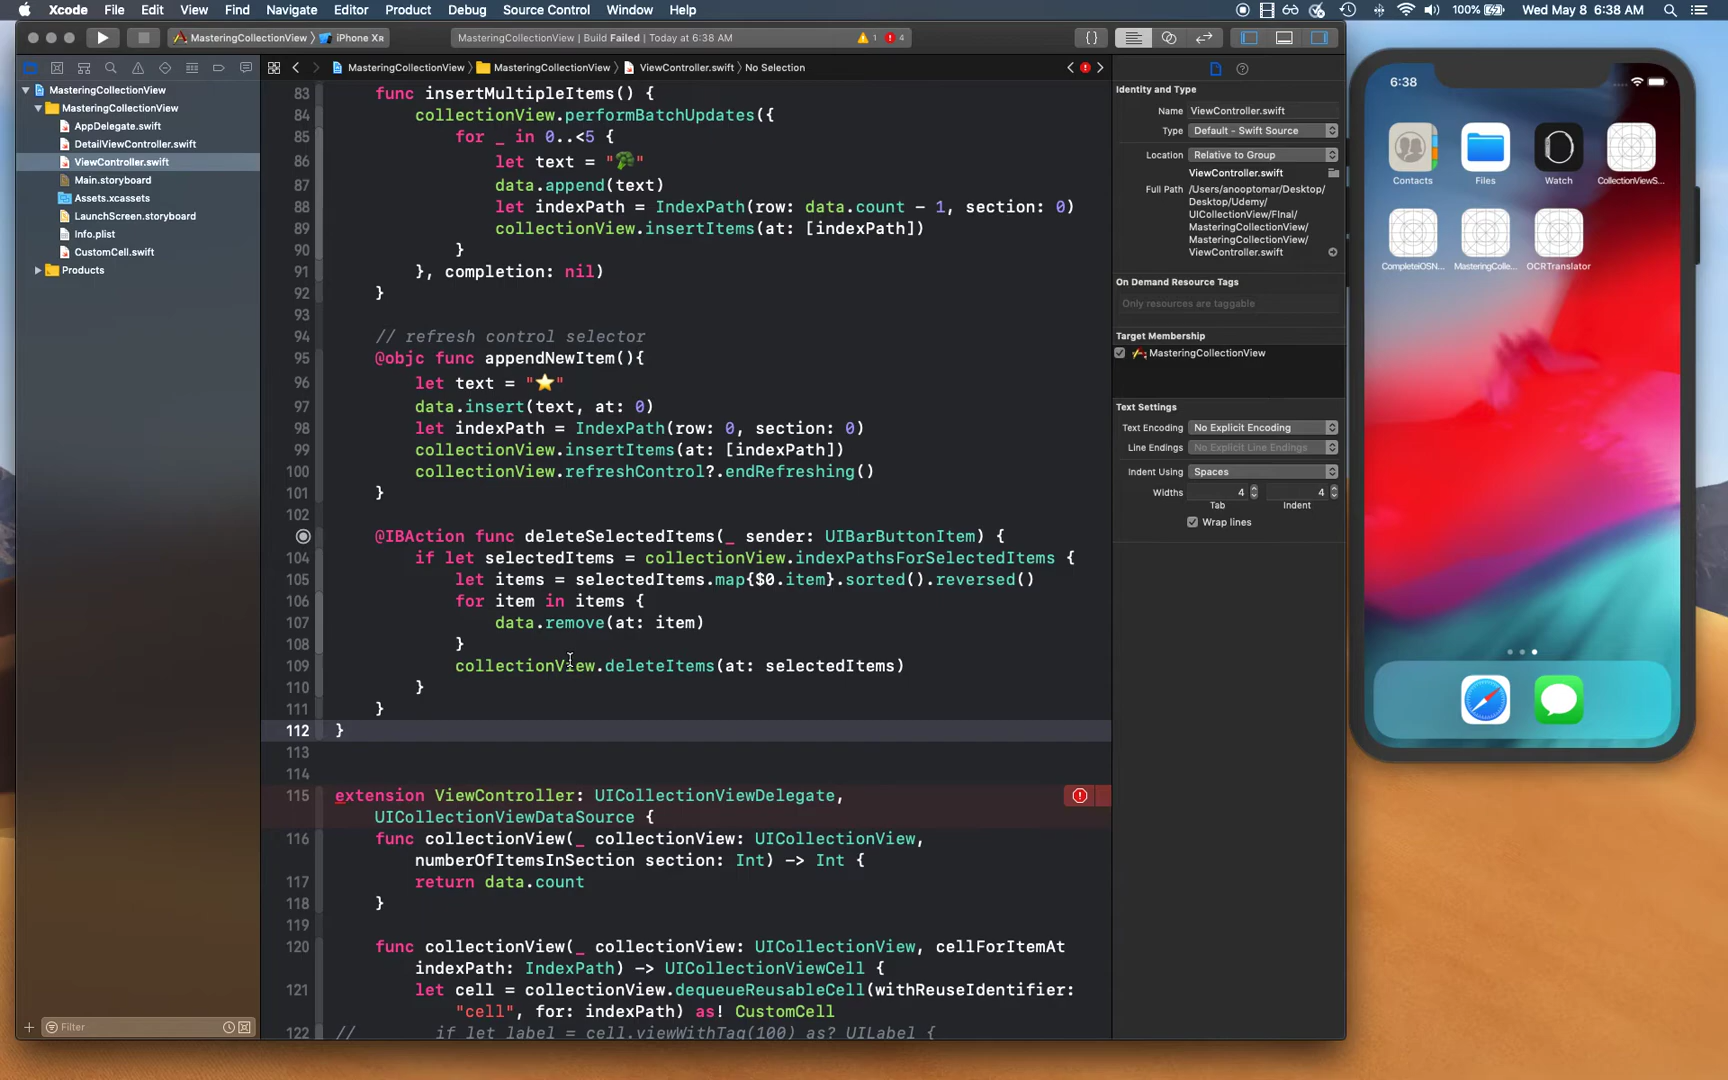 Xcode File Edit View Find Navigate Editor Product Debug Source Control Window Help 100% Wed May 8 6:38 AM
MasteringCollectionView iPhone XR MasteringCollectionView | Build Failed | Today at 6:38 AM 1 4
MasteringCollectionView MasteringCollectionView ViewController.swift No Selection
MasteringCollectionView
MasteringCollectionView
AppDelegate.swift
DetailViewController.swift
ViewController.swift
Main.storyboard
Assets.xcassets
LaunchScreen.storyboard
Info.plist
CustomCell.swift
Products
Filter
83 func insertMultipleItems() {
84 collectionView.performBatchUpdates({
85 for _ in 0..<5 {
86 let text = "🥦"
87 data.append(text)
88 let indexPath = IndexPath(row: data.count - 1, section: 0)
89 collectionView.insertItems(at: [indexPath])
90 }
91 }, completion: nil)
92 }
93
94 // refresh control selector
95 @objc func appendNewItem(){
96 let text = "⭐"
97 data.insert(text, at: 0)
98 let indexPath = IndexPath(row: 0, section: 0)
99 collectionView.insertItems(at: [indexPath])
100 collectionView.refreshControl?.endRefreshing()
101 }
102
@IBAction func deleteSelectedItems(_ sender: UIBarButtonItem) {
104 if let selectedItems = collectionView.indexPathsForSelectedItems {
105 let items = selectedItems.map{$0.item}.sorted().reversed()
106 for item in items {
107 data.remove(at: item)
108 }
109 collectionView.deleteItems(at: selectedItems)
110 }
111 }
112 }
113
114
115 extension ViewController: UICollectionViewDelegate,
UICollectionViewDataSource {
116 func collectionView(_ collectionView: UICollectionView,
numberOfItemsInSection section: Int) -> Int {
117 return data.count
118 }
119
120 func collectionView(_ collectionView: UICollectionView, cellForItemAt
indexPath: IndexPath) -> UICollectionViewCell {
121 let cell = collectionView.dequeueReusableCell(withReuseIdentifier:
"cell", for: indexPath) as! CustomCell
122 // if let label = cell.viewWithTag(100) as? UILabel {
Identity and Type
Name ViewController.swift
Type Default - Swift Source
Location Relative to Group
ViewController.swift
Full Path /Users/anooptomar/Desktop/
Desktop/Udemy/
UICollectionView/FInal/
MasteringCollectionView/
MasteringCollectionView/
ViewController.swift
On Demand Resource Tags
Only resources are taggable
Target Membership
MasteringCollectionView
Text Settings
Text Encoding No Explicit Encoding
Line Endings No Explicit Line Endings
Indent Using Spaces
Widths 4 4
Tab Indent
Wrap lines
6:38
Contacts Files Watch CollectionViewS...
CompleteiOSN... MasteringColle... OCRTranslator